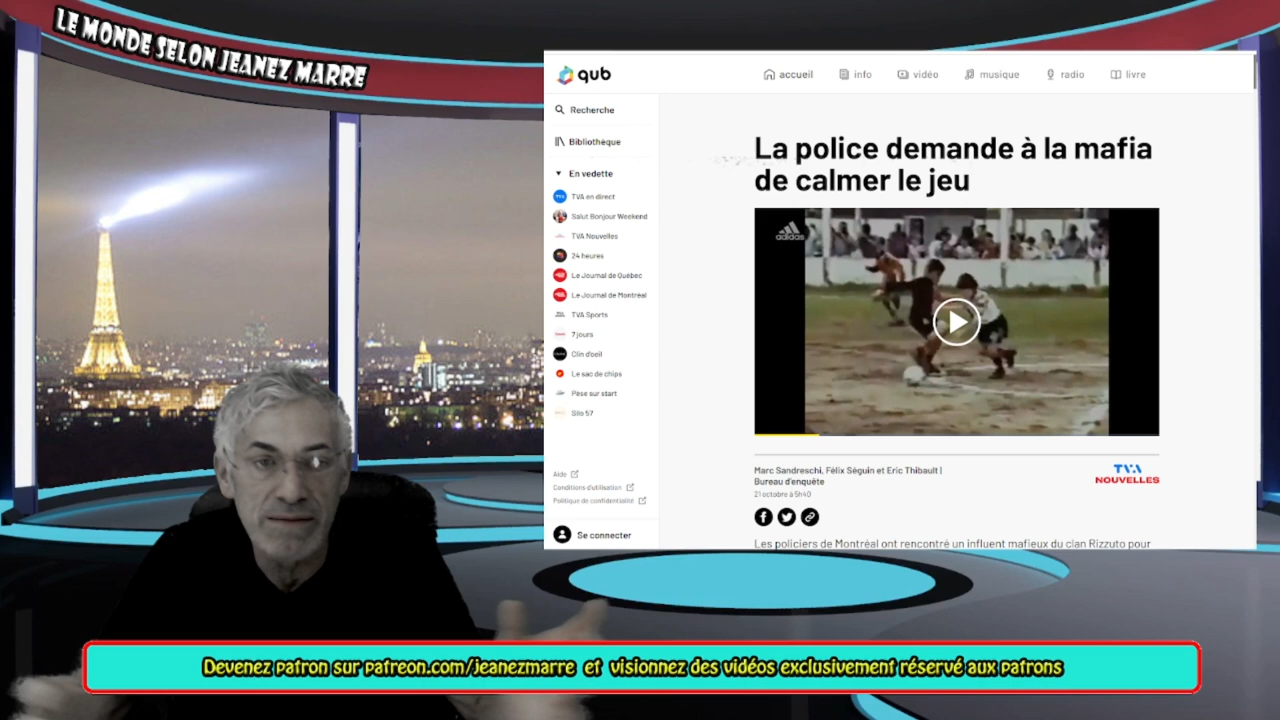 LE MONDE SELON JEANEZ MARRE
qub
accueil
info
vidéo
musique
radio
livre
Recherche
Bibliothèque
En vedette
TVA en direct
Salut Bonjour Weekend
TVA Nouvelles
24 heures
Le Journal de Québec
Le Journal de Montréal
TVA Sports
7 jours
Clin d'oeil
Le sac de chips
Pèse sur start
Silo 57
Aide
Conditions d'utilisation
Politique de confidentialité
Se connecter
La police demande à la mafia
de calmer le jeu
adidas
Marc Sandreschi, Félix Séguin et Eric Thibault |
Bureau d'enquête
21 octobre à 5h40
TVA
NOUVELLES
Les policiers de Montréal ont rencontré un influent mafieux du clan Rizzuto pour
Devenez patron sur patreon.com/jeanezmarre et visionnez des vidéos exclusivement réservé aux patrons